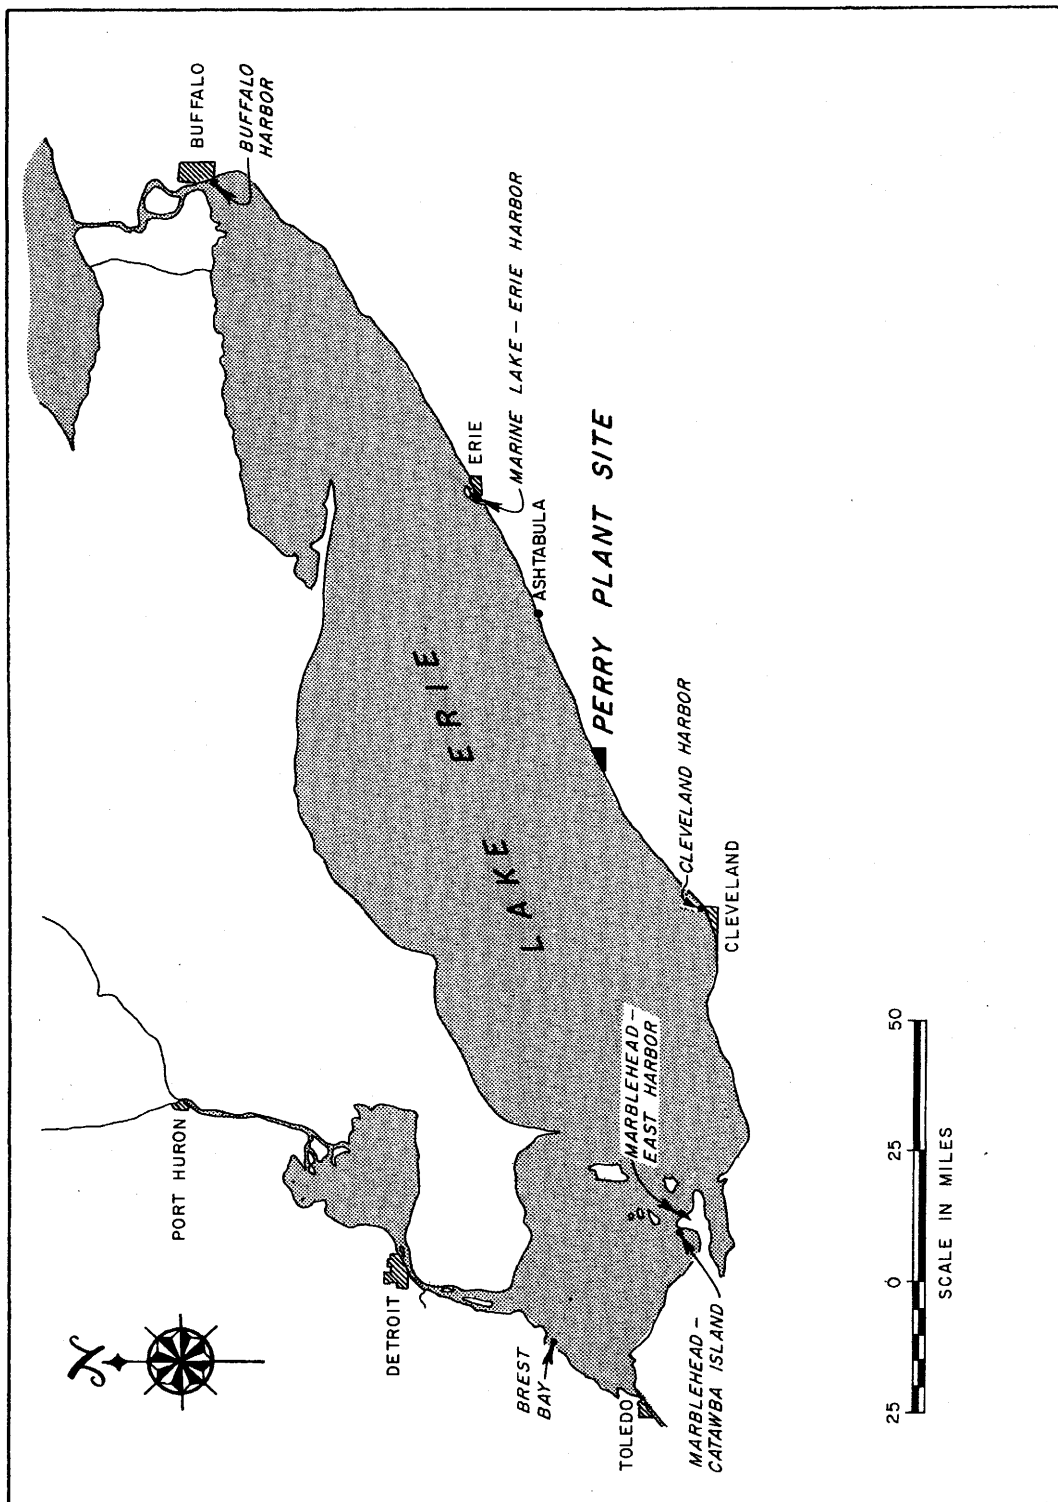 N
BUFFALO
BUFFALO
HARBOR
PORT HURON
DETROIT
LAKE ERIE
ERIE
MARINE LAKE - ERIE HARBOR
ASHTABULA
PERRY PLANT SITE
CLEVELAND HARBOR
CLEVELAND
BREST
BAY
TOLEDO
MARBLEHEAD -
EAST HARBOR
MARBLEHEAD -
CATAWBA ISLAND
25 0 25 50
SCALE IN MILES